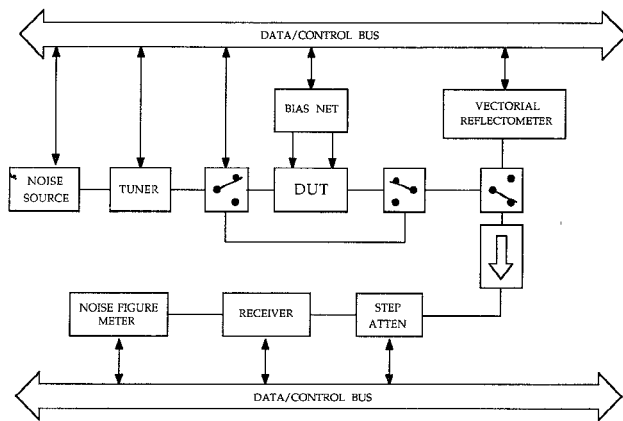 DATA/CONTROL BUS
BIAS NET
VECTORIAL
REFLECTOMETER
NOISE
SOURCE
TUNER
DUT
NOISE FIGURE
METER
RECEIVER
STEP
ATTEN
DATA/CONTROL BUS